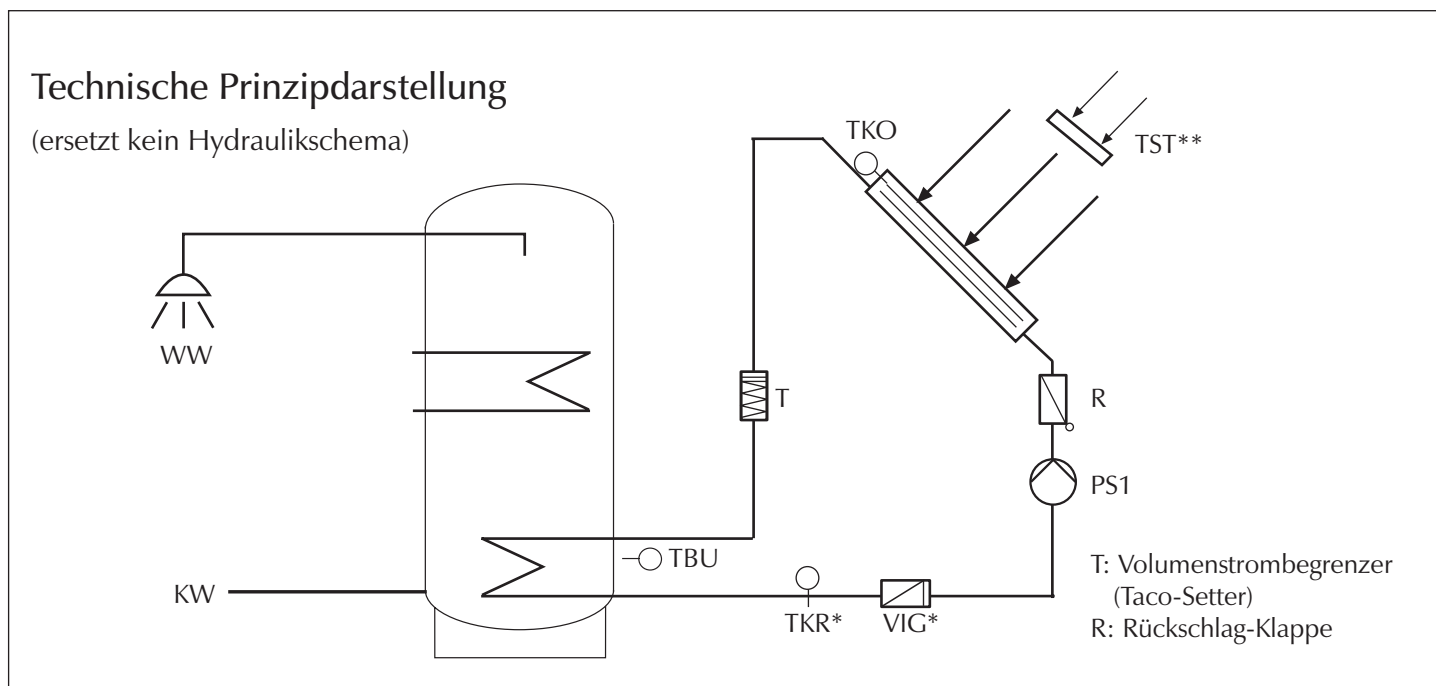 Technische Prinzipdarstellung
(ersetzt kein Hydraulikschema)
TKO
TST**
WW
T
R
PS1
TBU
KW
TKR*
VIG*
T: Volumenstrombegrenzer
(Taco-Setter)
R: Rückschlag-Klappe